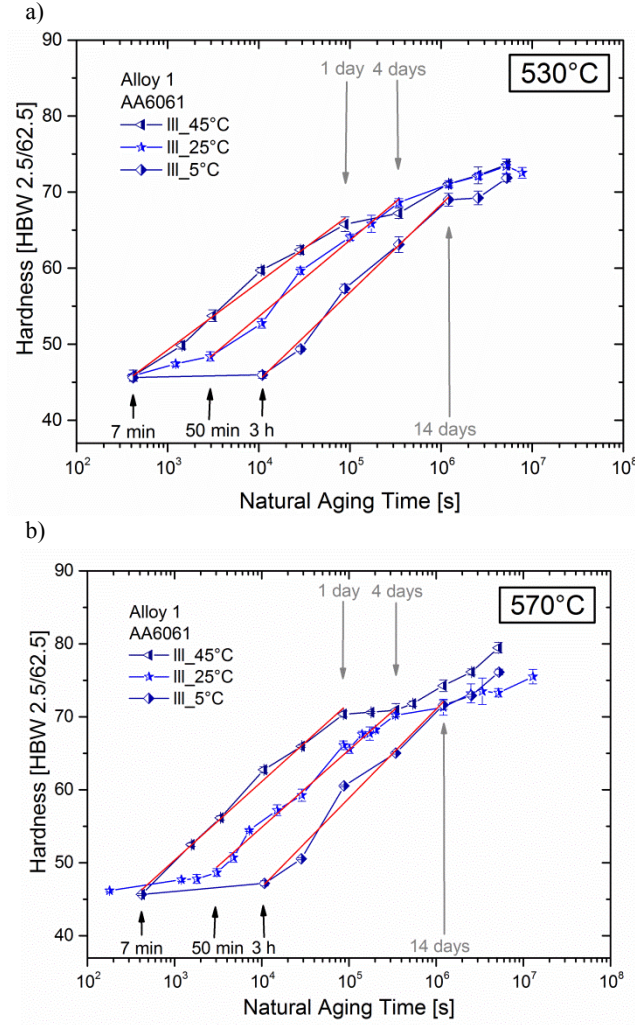 a)
90
80
70
60
50
40
Hardness [HBW 2.5/62.5]
Alloy 1
AA6061
III_45°C
III_25°C
III_5°C
1 day
4 days
530°C
7 min
50 min
3 h
14 days
10² 10³ 10⁴ 10⁵ 10⁶ 10⁷ 10⁸
Natural Aging Time [s]
b)
90
80
70
60
50
40
Hardness [HBW 2.5/62.5]
Alloy 1
AA6061
III_45°C
III_25°C
III_5°C
1 day
4 days
570°C
7 min
50 min
3 h
14 days
10² 10³ 10⁴ 10⁵ 10⁶ 10⁷ 10⁸
Natural Aging Time [s]